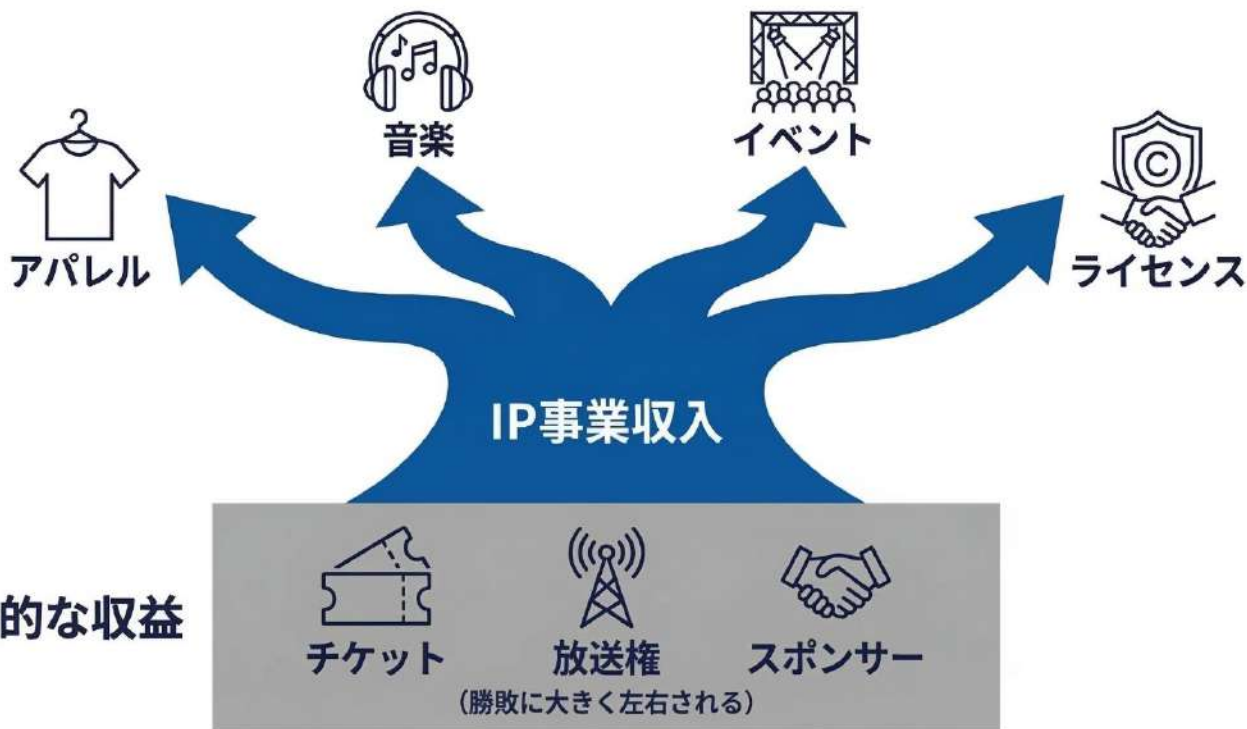 音楽
イベント
アパレル
ライセンス
©
IP事業収入
的な収益
チケット
放送権
スポンサー
（勝敗に大きく左右される）